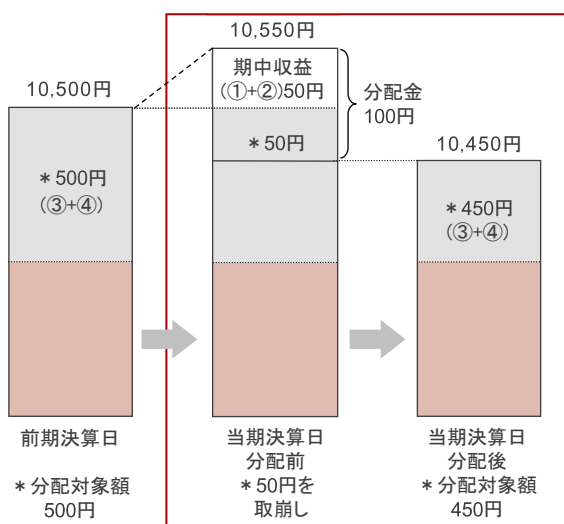 10,500円
＊500円
(③+④)
前期決算日
＊分配対象額
500円
10,550円
期中収益
(①+②)50円
＊50円
分配金
100円
当期決算日
分配前
＊50円を
取崩し
10,450円
＊450円
(③+④)
当期決算日
分配後
＊分配対象額
450円